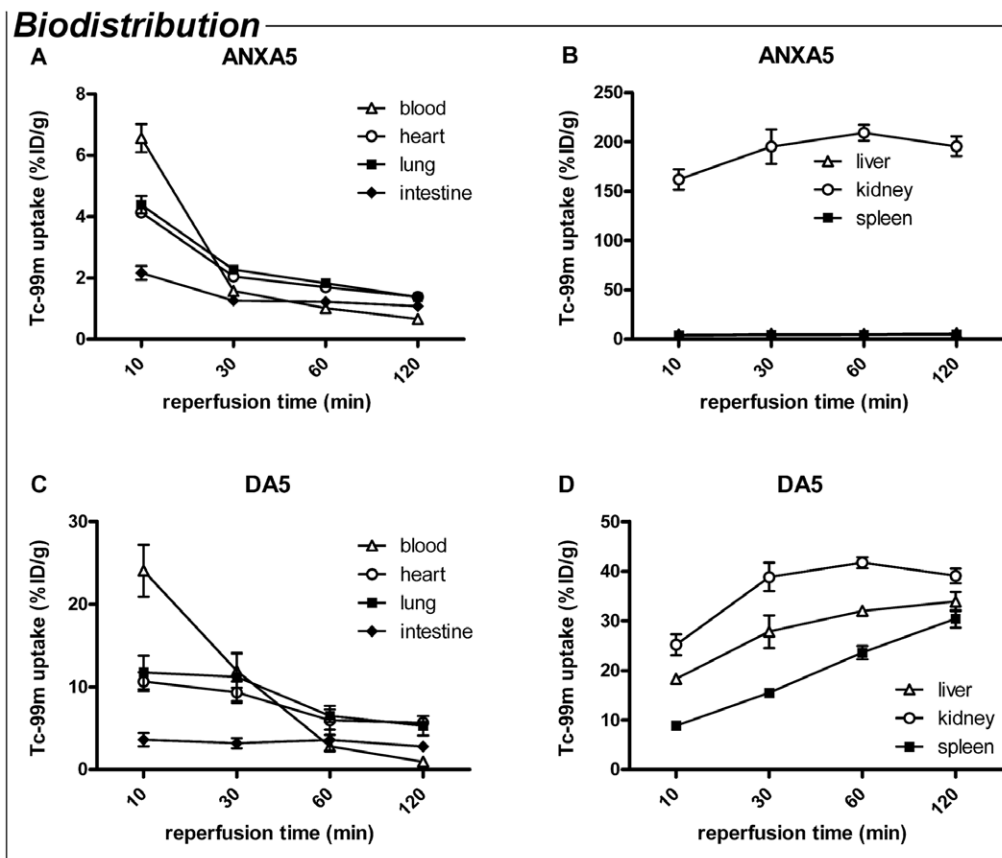 Biodistribution
A
ANXA5
Tc-99m uptake (%ID/g)
8
6
4
2
0
blood
heart
lung
intestine
10
30
60
120
reperfusion time (min)
B
ANXA5
Tc-99m uptake (%ID/g)
250
200
150
100
50
0
liver
kidney
spleen
10
30
60
120
reperfusion time (min)
C
DA5
Tc-99m uptake (%ID/g)
30
20
10
0
blood
heart
lung
intestine
10
30
60
120
reperfusion time (min)
D
DA5
Tc-99m uptake (%ID/g)
50
40
30
20
10
0
liver
kidney
spleen
10
30
60
120
reperfusion time (min)